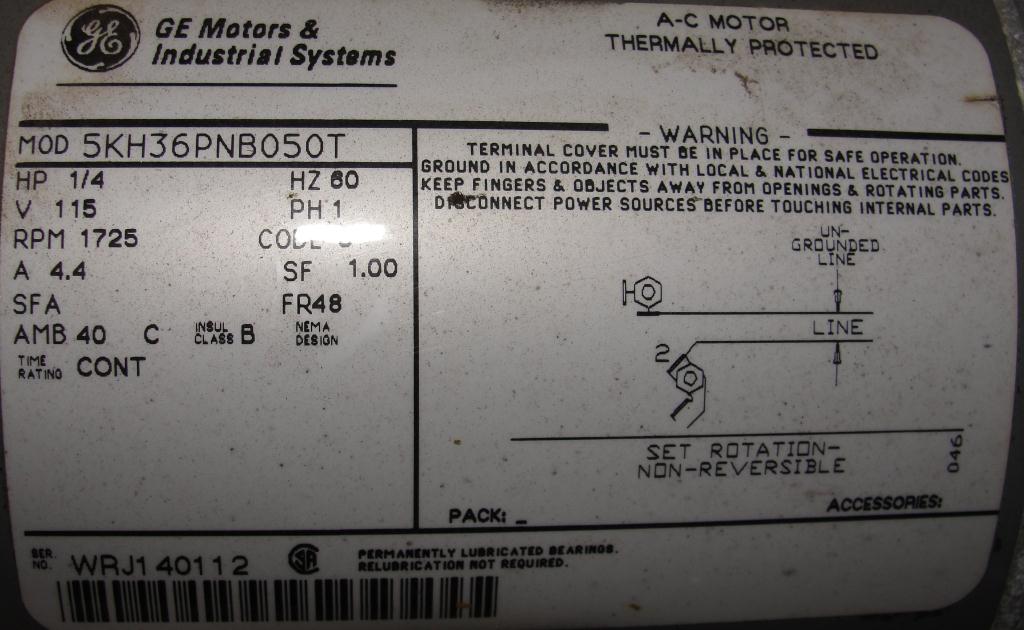 GE
GE Motors &
Industrial Systems
A-C MOTOR
THERMALLY PROTECTED
MOD 5KH36PNB050T
HP 1/4 HZ 60
V 115 PH 1
RPM 1725 CODE
A 4.4 SF 1.00
SFA FR 48
AMB 40 C INSUL CLASS B NEMA DESIGN
TIME RATING CONT
- WARNING -
TERMINAL COVER MUST BE IN PLACE FOR SAFE OPERATION.
GROUND IN ACCORDANCE WITH LOCAL & NATIONAL ELECTRICAL CODES
KEEP FINGERS & OBJECTS AWAY FROM OPENINGS & ROTATING PARTS.
DISCONNECT POWER SOURCES BEFORE TOUCHING INTERNAL PARTS.
UN-
GROUNDED
LINE
LINE
2
SET ROTATION-
NON-REVERSIBLE
046
ACCESSORIES:
PACK: _
SER. NO. WRJ140112
SA
PERMANENTLY LUBRICATED BEARINGS.
RELUBRICATION NOT REQUIRED.